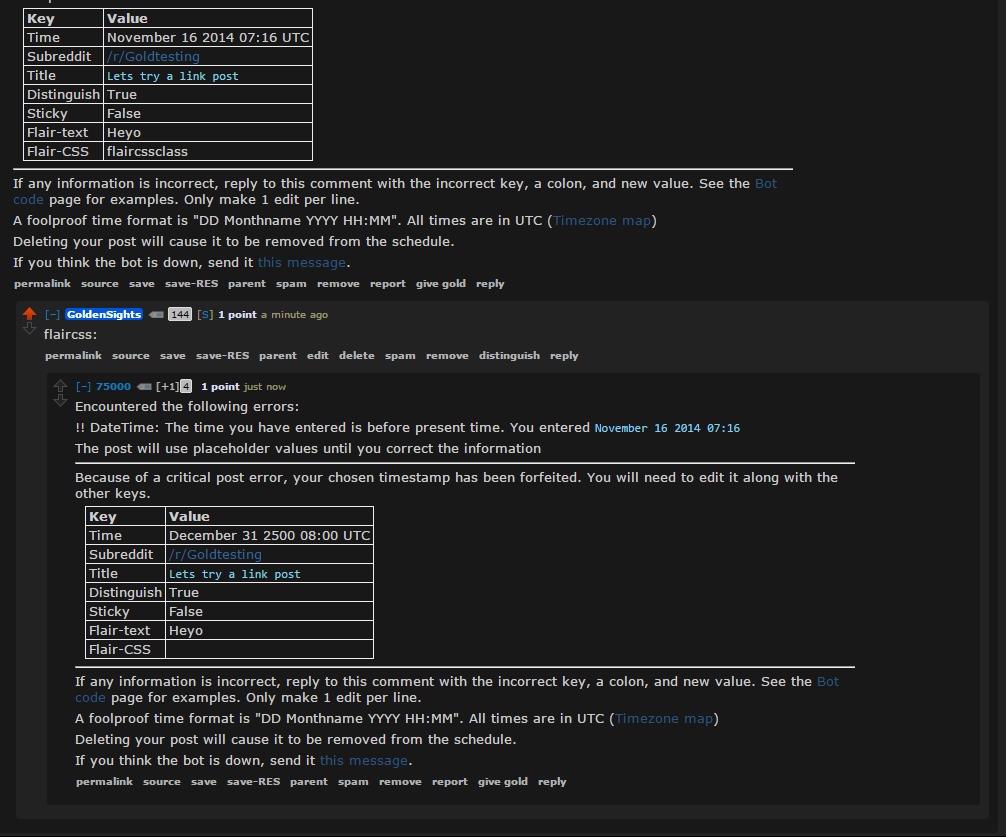 Key Value
Time November 16 2014 07:16 UTC
Subreddit /r/Goldtesting
Title Lets try a link post
Distinguish True
Sticky False
Flair-text Heyo
Flair-CSS flaircssclass
If any information is incorrect, reply to this comment with the incorrect key, a colon, and new value. See the Bot
code page for examples. Only make 1 edit per line.
A foolproof time format is "DD Monthname YYYY HH:MM". All times are in UTC (Timezone map)
Deleting your post will cause it to be removed from the schedule.
If you think the bot is down, send it this message.
permalink source save save-RES parent spam remove report give gold reply
[-] GoldenSights 144 [S] 1 point a minute ago
flaircss:
permalink source save save-RES parent edit delete spam remove distinguish reply
[-] 75000 [+1] 4 1 point just now
Encountered the following errors:
!! DateTime: The time you have entered is before present time. You entered November 16 2014 07:16
The post will use placeholder values until you correct the information
Because of a critical post error, your chosen timestamp has been forfeited. You will need to edit it along with the
other keys.
Key Value
Time December 31 2500 08:00 UTC
Subreddit /r/Goldtesting
Title Lets try a link post
Distinguish True
Sticky False
Flair-text Heyo
Flair-CSS
If any information is incorrect, reply to this comment with the incorrect key, a colon, and new value. See the Bot
code page for examples. Only make 1 edit per line.
A foolproof time format is "DD Monthname YYYY HH:MM". All times are in UTC (Timezone map)
Deleting your post will cause it to be removed from the schedule.
If you think the bot is down, send it this message.
permalink source save save-RES parent spam remove report give gold reply